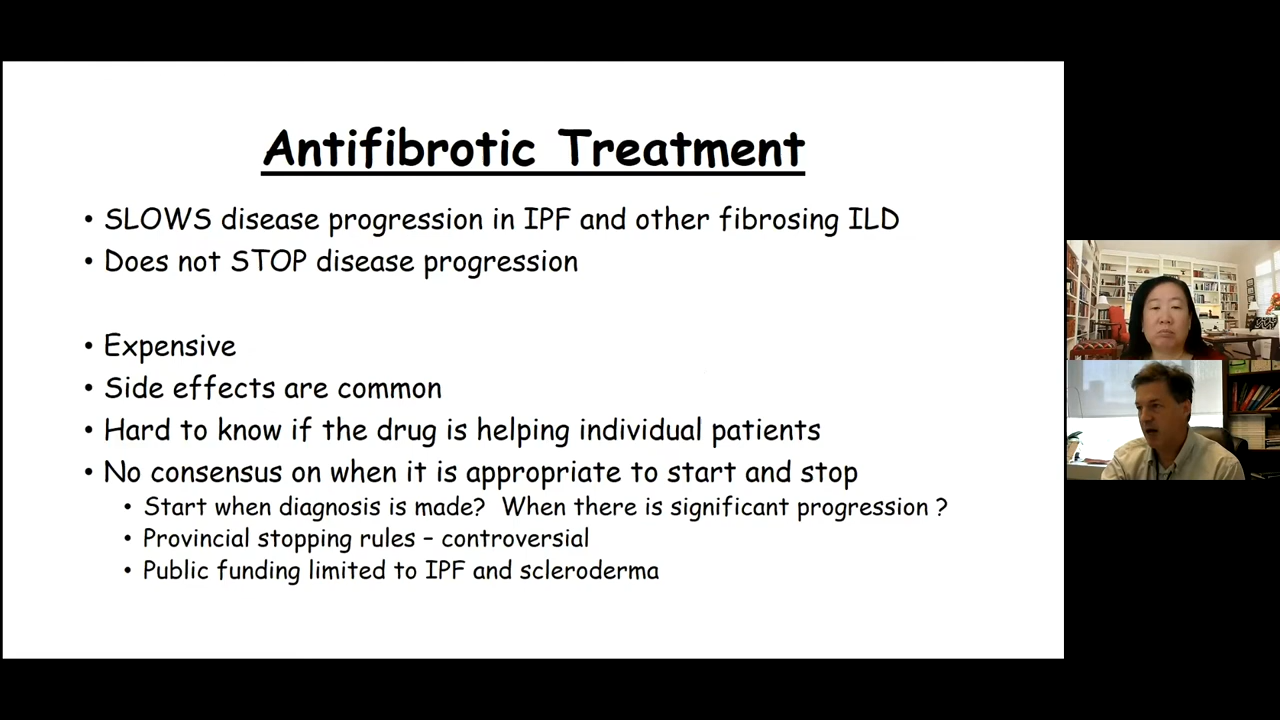 Antifibrotic Treatment
• SLOWS disease progression in IPF and other fibrosing ILD
• Does not STOP disease progression
• Expensive
• Side effects are common
• Hard to know if the drug is helping individual patients
• No consensus on when it is appropriate to start and stop
• Start when diagnosis is made?  When there is significant progression ?
• Provincial stopping rules – controversial
• Public funding limited to IPF and scleroderma